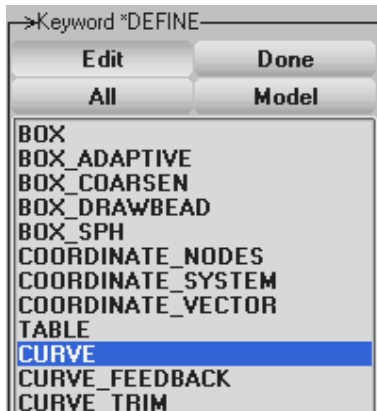 ->Keyword *DEFINE
Edit Done
All Model
BOX
BOX_ADAPTIVE
BOX_COARSEN
BOX_DRAWBEAD
BOX_SPH
COORDINATE_NODES
COORDINATE_SYSTEM
COORDINATE_VECTOR
TABLE
CURVE
CURVE_FEEDBACK
CURVE_TRIM